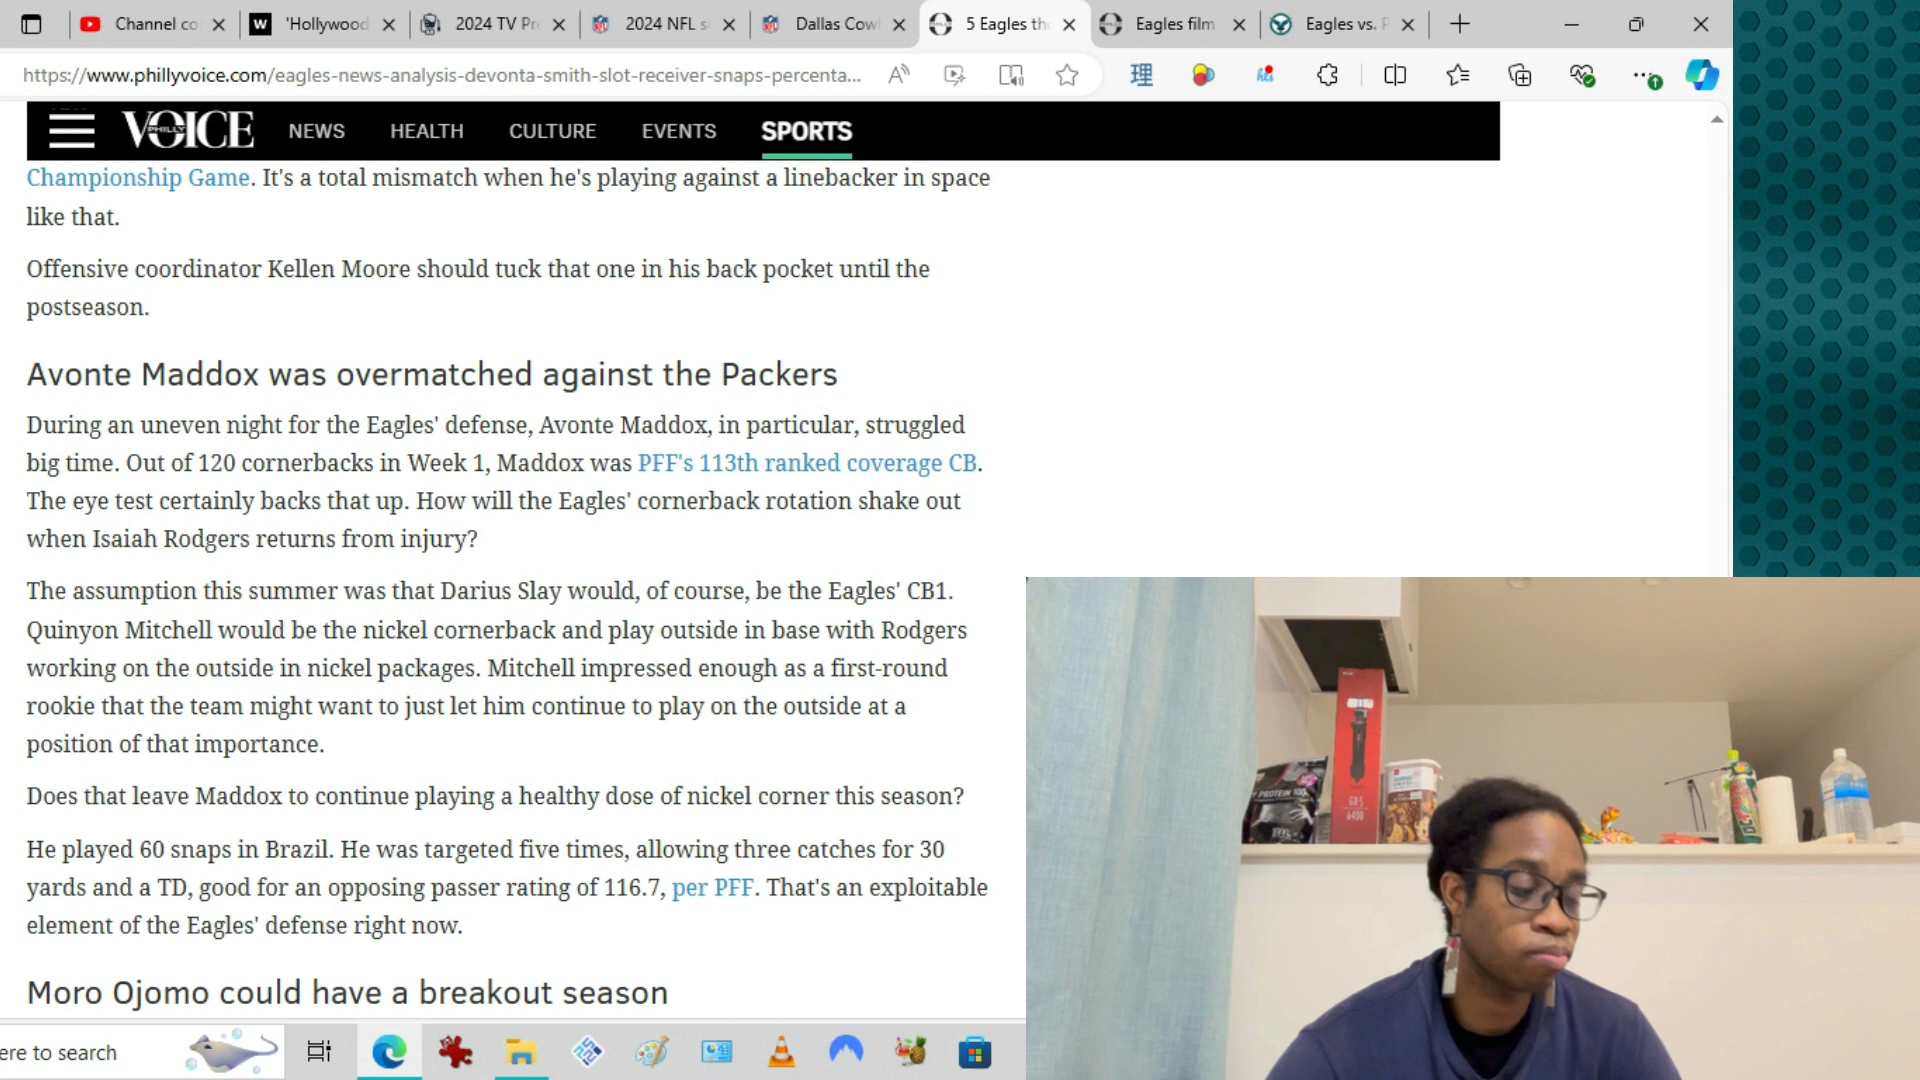 Channel co
'Hollywood
2024 TV Pr
2024 NFL s
Dallas Cow
5 Eagles th
Eagles film
Eagles vs. P
https://www.phillyvoice.com/eagles-news-analysis-devonta-smith-slot-receiver-snaps-percenta...
VOICE NEWS HEALTH CULTURE EVENTS SPORTS
Championship Game. It's a total mismatch when he's playing against a linebacker in space
like that.
Offensive coordinator Kellen Moore should tuck that one in his back pocket until the
postseason.
Avonte Maddox was overmatched against the Packers
During an uneven night for the Eagles' defense, Avonte Maddox, in particular, struggled
big time. Out of 120 cornerbacks in Week 1, Maddox was PFF's 113th ranked coverage CB.
The eye test certainly backs that up. How will the Eagles' cornerback rotation shake out
when Isaiah Rodgers returns from injury?
The assumption this summer was that Darius Slay would, of course, be the Eagles' CB1.
Quinyon Mitchell would be the nickel cornerback and play outside in base with Rodgers
working on the outside in nickel packages. Mitchell impressed enough as a first-round
rookie that the team might want to just let him continue to play on the outside at a
position of that importance.
Does that leave Maddox to continue playing a healthy dose of nickel corner this season?
He played 60 snaps in Brazil. He was targeted five times, allowing three catches for 30
yards and a TD, good for an opposing passer rating of 116.7, per PFF. That's an exploitable
element of the Eagles' defense right now.
Moro Ojomo could have a breakout season
ere to search
PROTEIN 100
6400